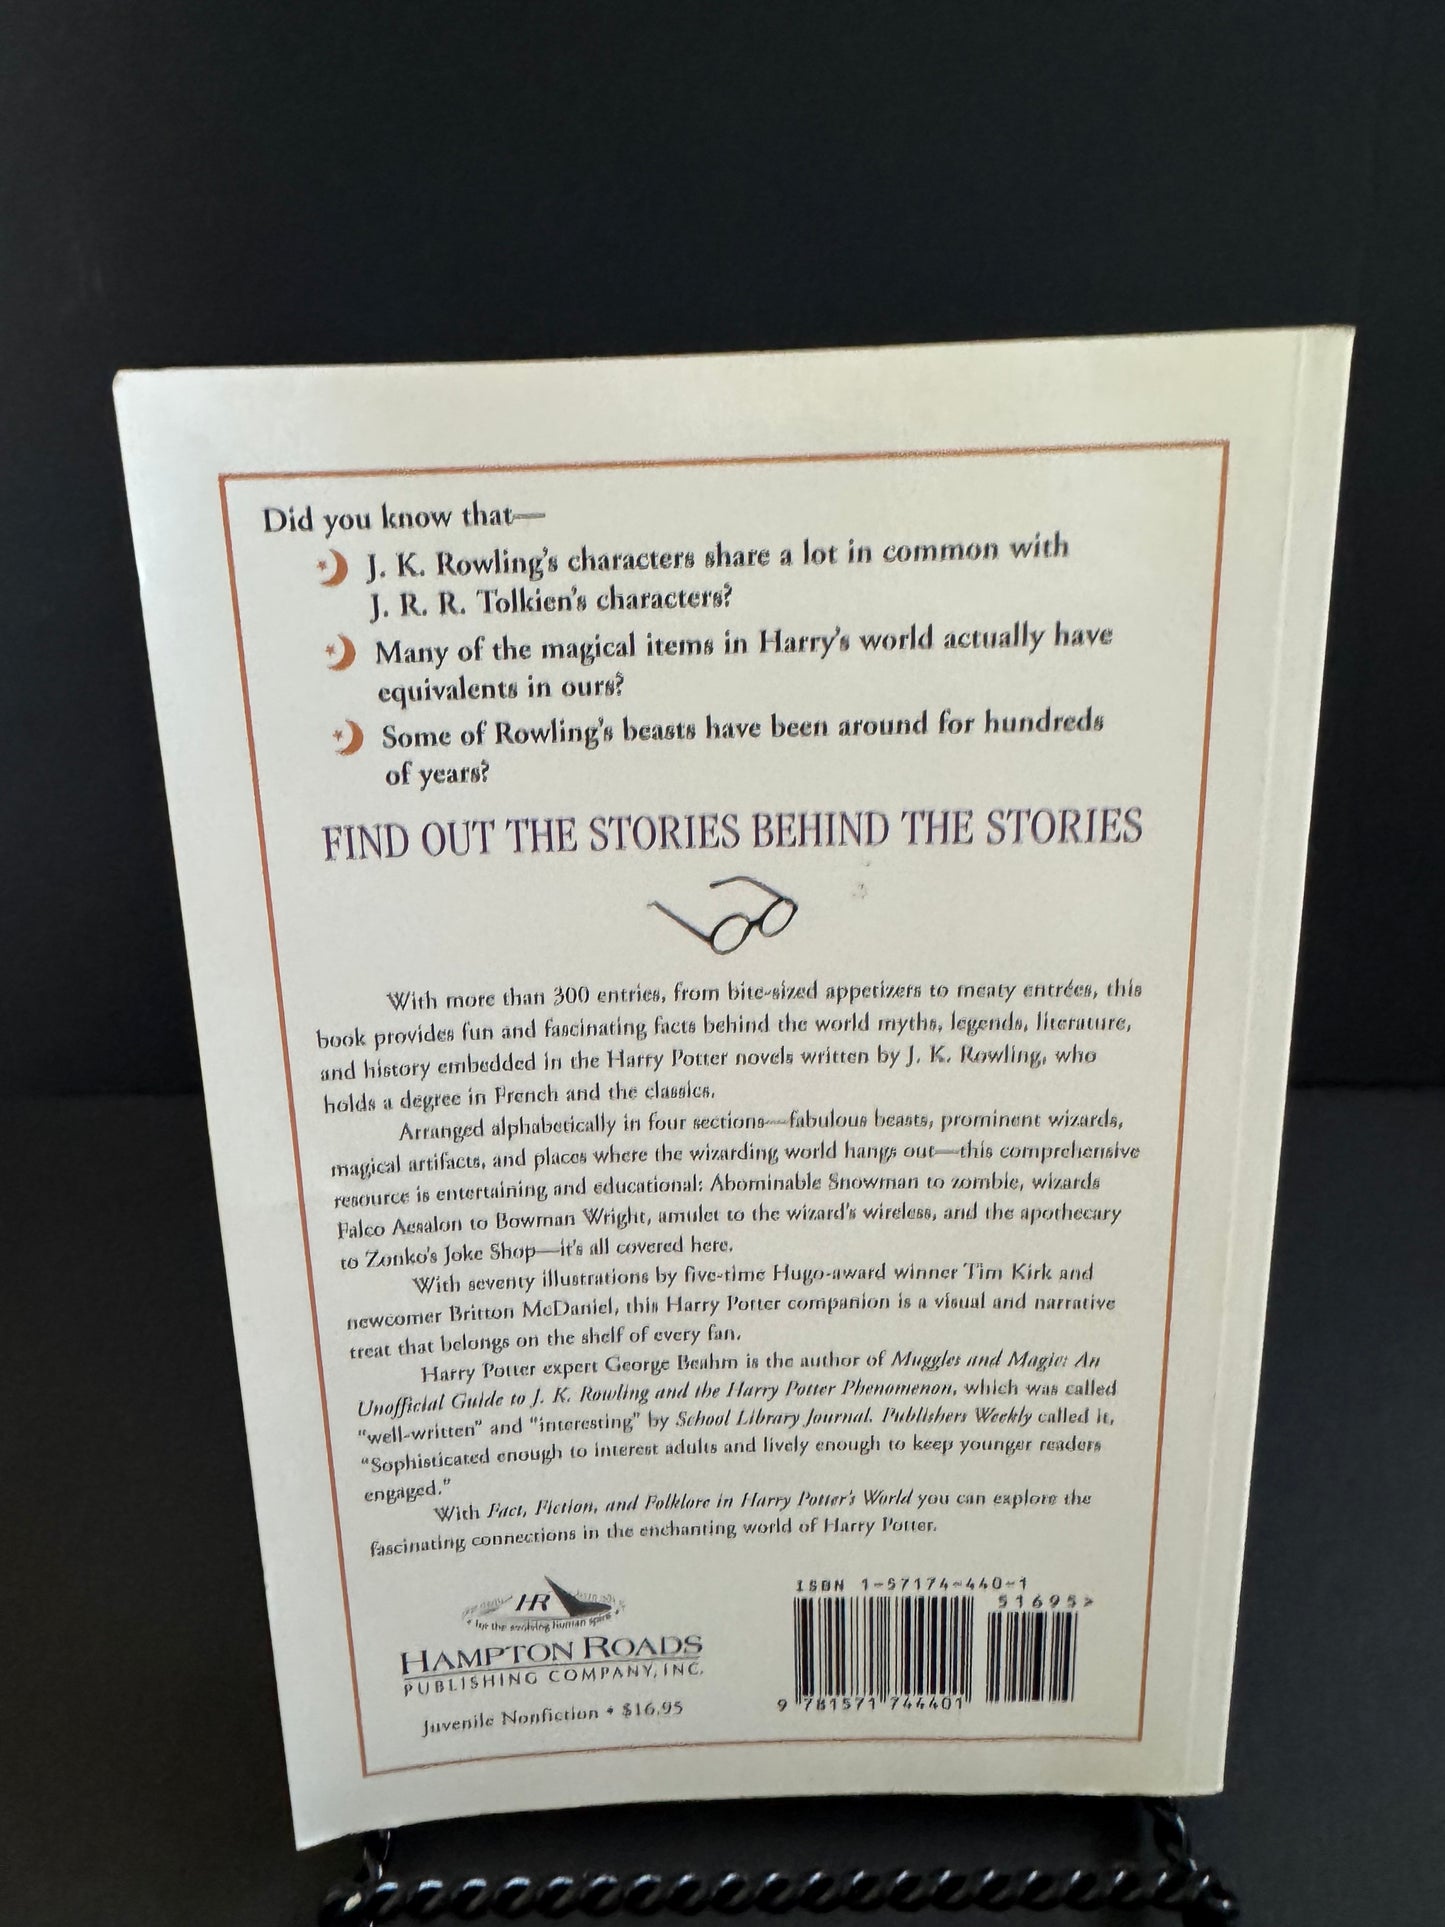 Did you know that—
J. K. Rowling's characters share a lot in common with
J. R. R. Tolkien's characters?
Many of the magical items in Harry's world actually have
equivalents in ours?
Some of Rowling's beasts have been around for hundreds
of years?
FIND OUT THE STORIES BEHIND THE STORIES
With more than 300 entries, from bite-sized appetizers to meaty entrées, this
book provides fun and fascinating facts behind the world myths, legends, literature,
and history embedded in the Harry Potter novels written by J. K. Rowling, who
holds a degree in French and the classics.
Arranged alphabetically in four sections—fabulous beasts, prominent wizards,
magical artifacts, and places where the wizarding world hangs out—this comprehensive
resource is entertaining and educational: Abominable Snowman to zombie, wizards
Falco Aesalon to Bowman Wright, amulet to the wizard's wireless, and the apothecary
to Zonko's Joke Shop—it's all covered here.
With seventy illustrations by five-time Hugo-award winner Tim Kirk and
newcomer Britton McDaniel, this Harry Potter companion is a visual and narrative
treat that belongs on the shelf of every fan.
Harry Potter expert George Beahm is the author of Muggles and Magic: An
Unofficial Guide to J. K. Rowling and the Harry Potter Phenomenon, which was called
"well-written" and "interesting" by School Library Journal. Publishers Weekly called it,
"Sophisticated enough to interest adults and lively enough to keep younger readers
engaged."
With Fact, Fiction, and Folklore in Harry Potter's World you can explore the
fascinating connections in the enchanting world of Harry Potter.
HR
for the evolving human spirit
HAMPTON ROADS
PUBLISHING COMPANY, INC.
Juvenile Nonfiction • $16.95
ISBN 1-57174-440-1
51695>
9 781571 744401